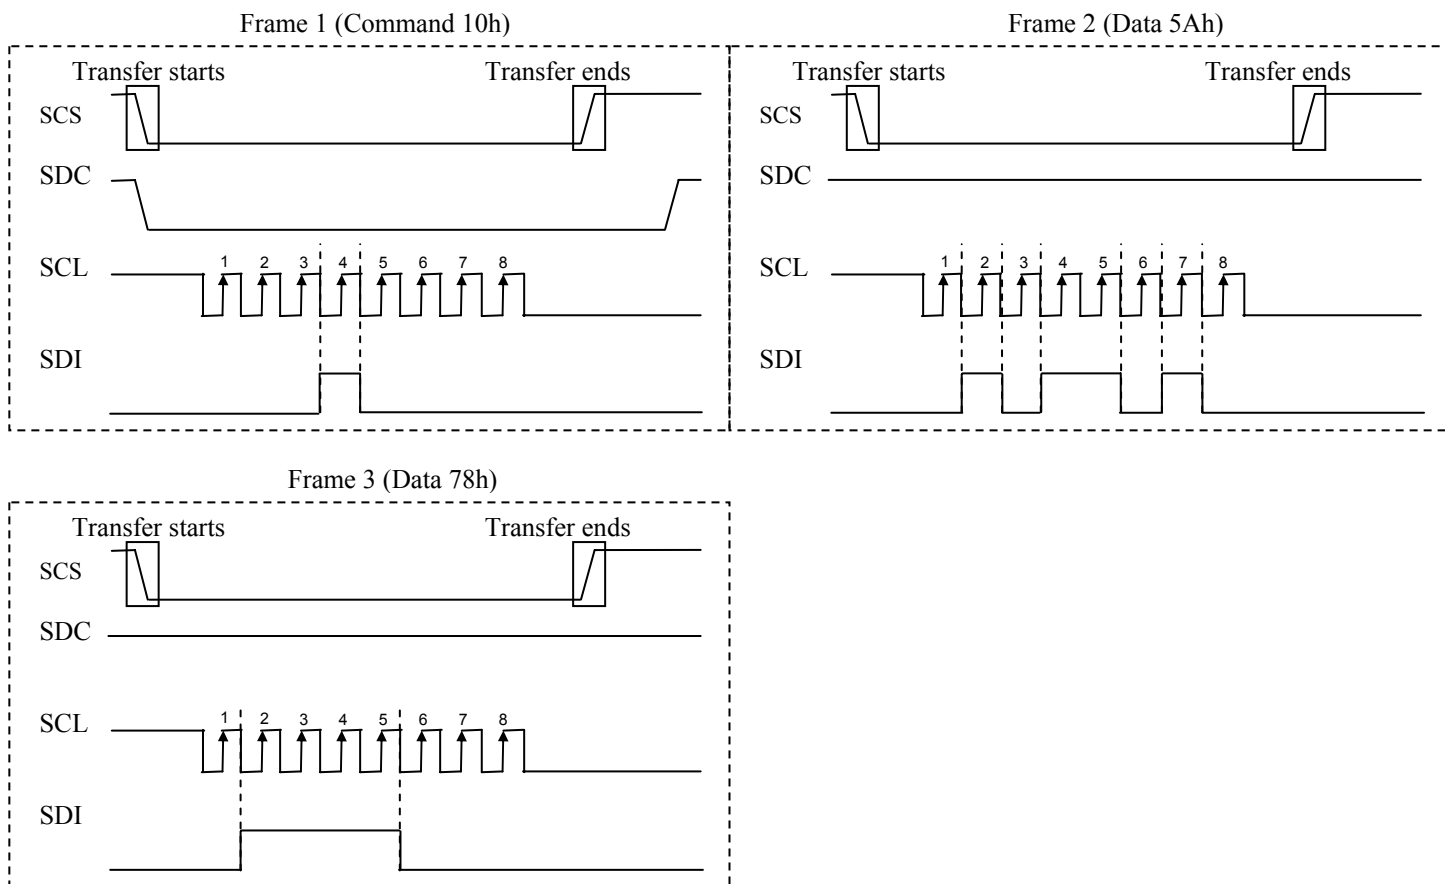 Frame 1 (Command 10h)
Transfer starts Transfer ends
SCS
SDC
SCL 1 2 3 4 5 6 7 8
SDI
Frame 2 (Data 5Ah)
Transfer starts Transfer ends
SCS
SDC
SCL 1 2 3 4 5 6 7 8
SDI
Frame 3 (Data 78h)
Transfer starts Transfer ends
SCS
SDC
SCL 1 2 3 4 5 6 7 8
SDI